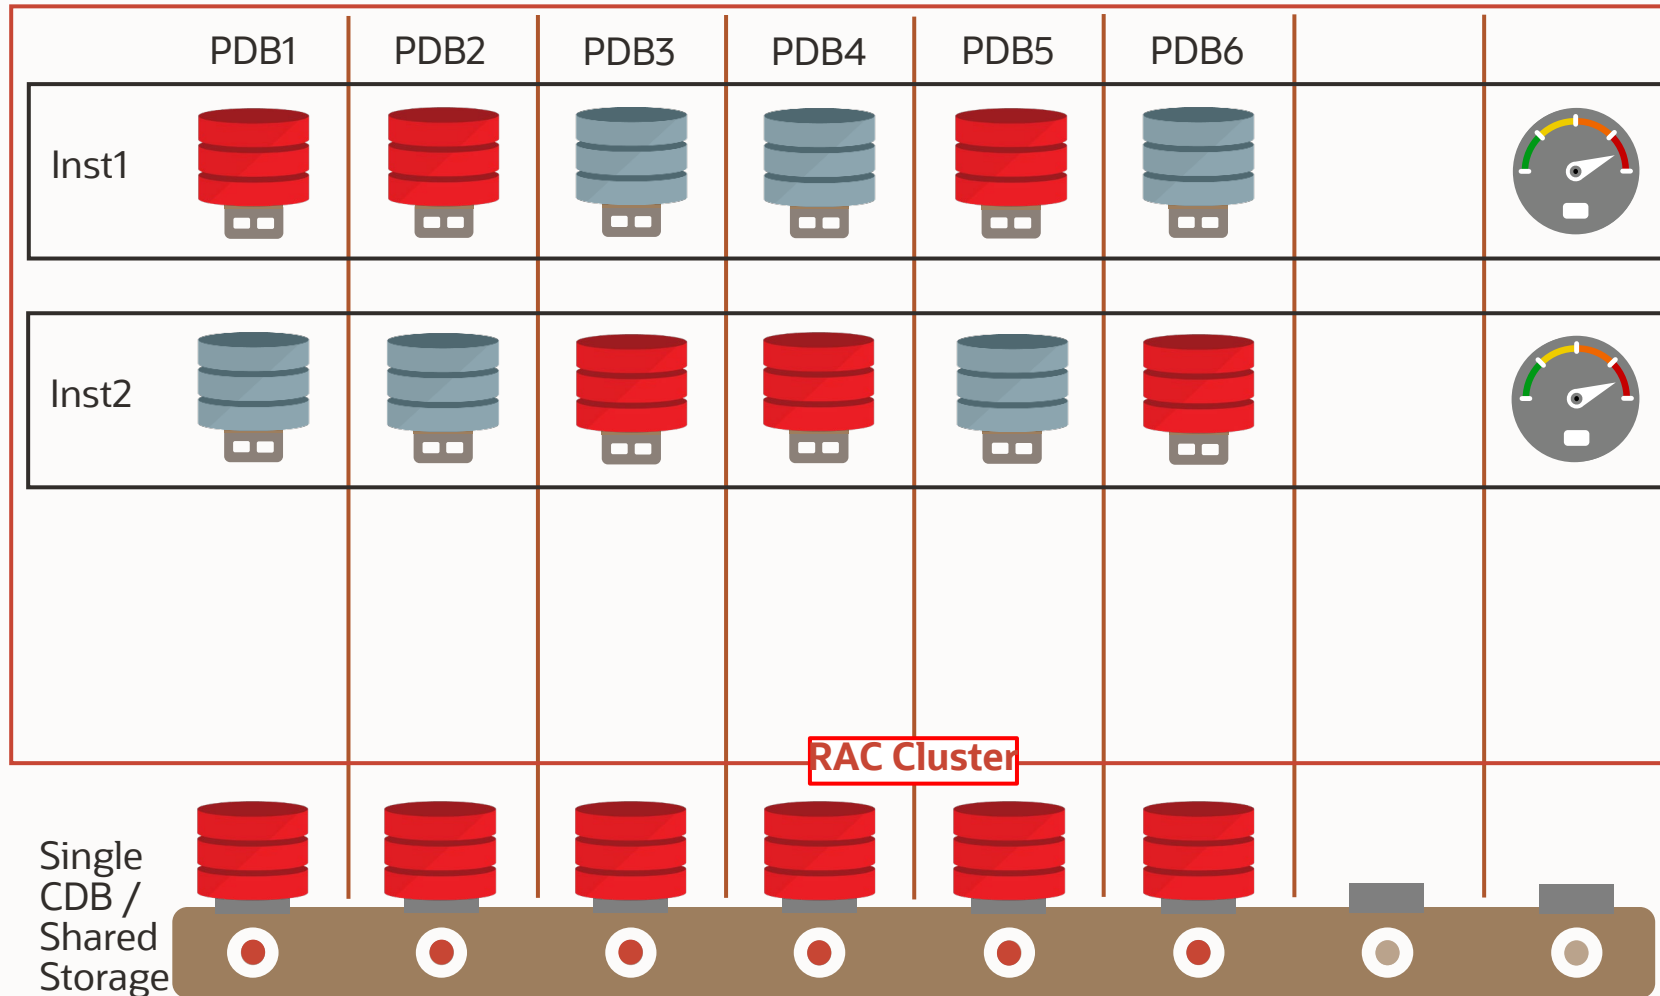 PDB1 PDB2 PDB3 PDB4 PDB5 PDB6
Inst1
Inst2
RAC Cluster
Single
CDB /
Shared
Storage